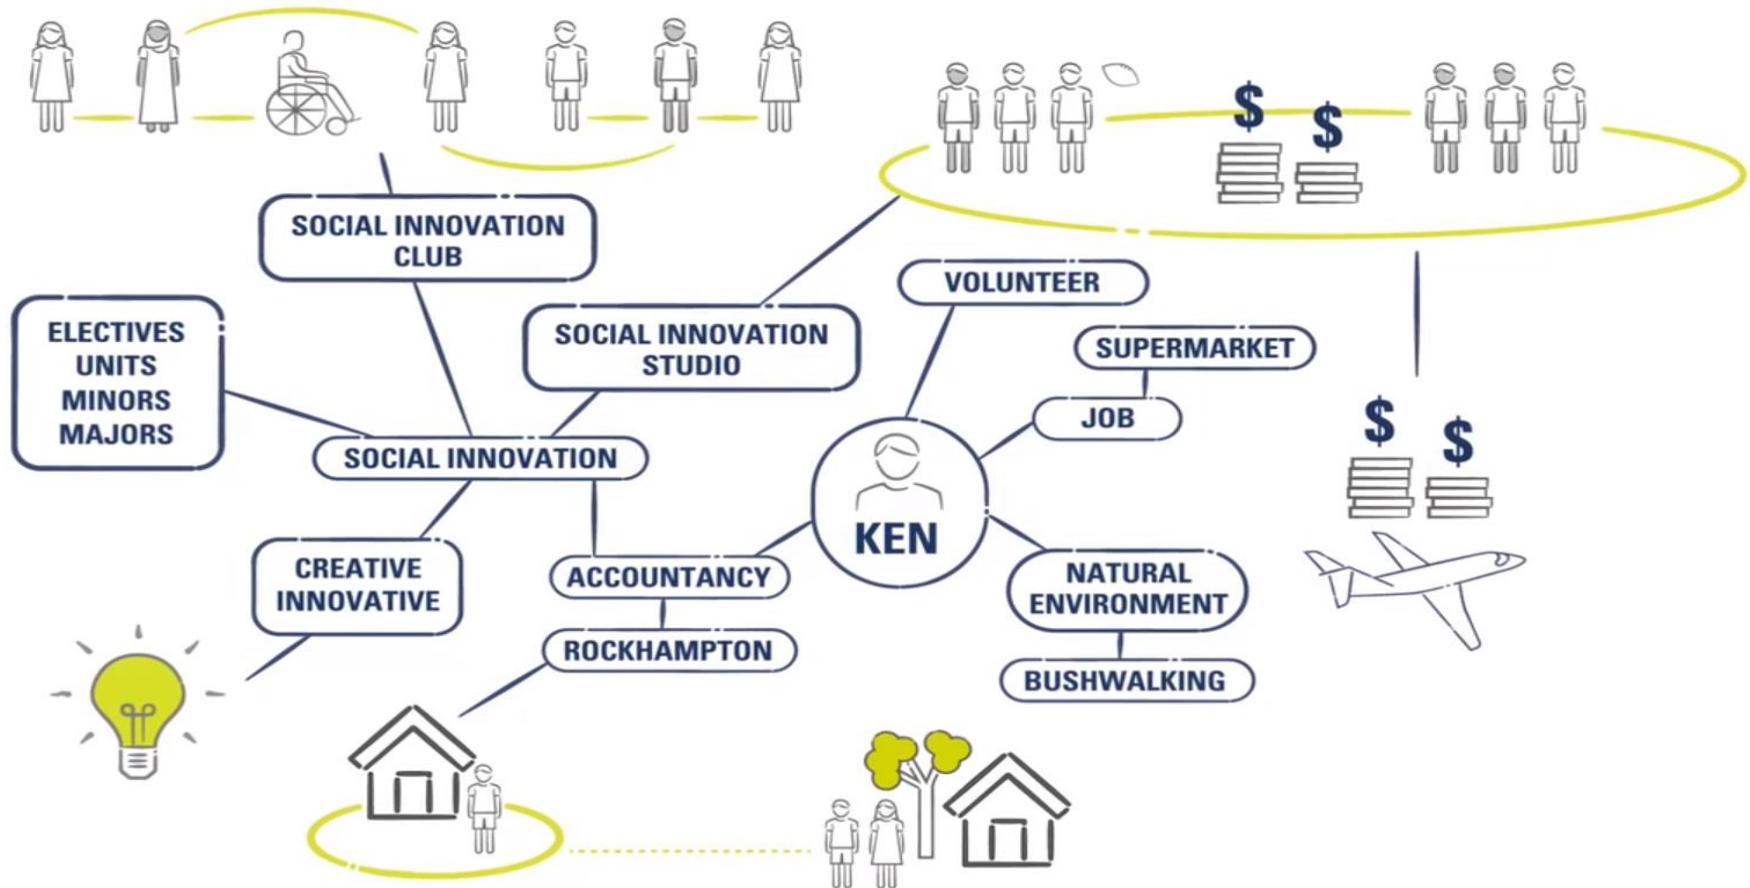 $
$
SOCIAL INNOVATION
CLUB
VOLUNTEER
ELECTIVES
UNITS
MINORS
MAJORS
SOCIAL INNOVATION
STUDIO
SUPERMARKET
JOB
$
$
SOCIAL INNOVATION
KEN
CREATIVE
INNOVATIVE
ACCOUNTANCY
NATURAL
ENVIRONMENT
ROCKHAMPTON
BUSHWALKING